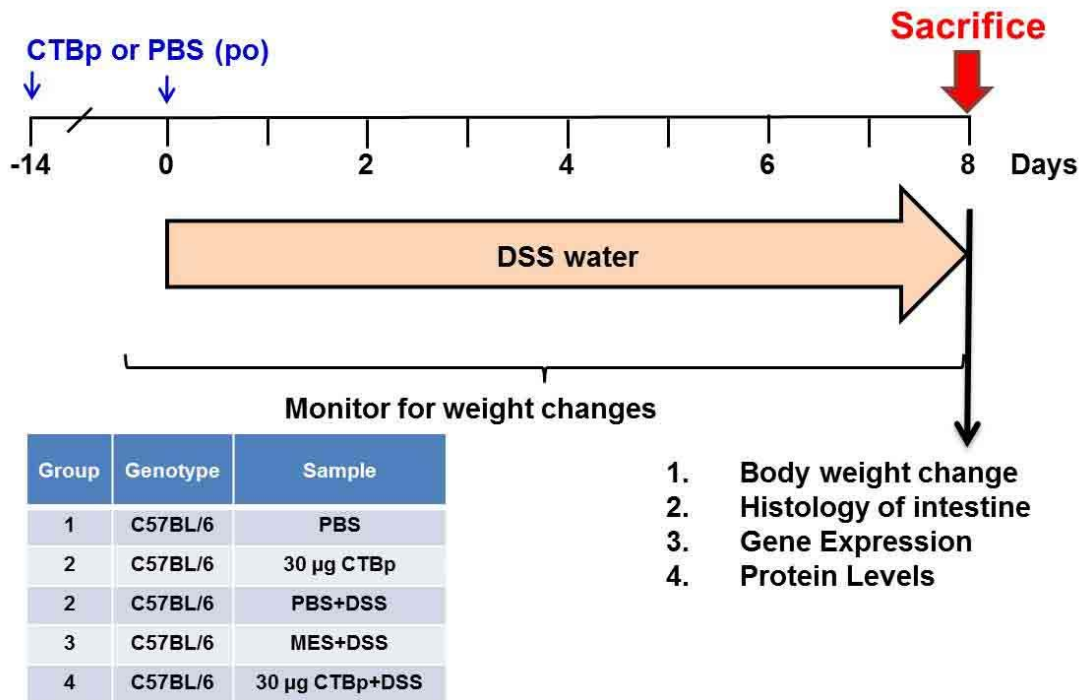 Sacrifice
CTBp or PBS (po)
-14 0 2 4 6 8 Days
DSS water
Monitor for weight changes
Group Genotype Sample
1 C57BL/6 PBS
2 C57BL/6 30 µg CTBp
2 C57BL/6 PBS+DSS
3 C57BL/6 MES+DSS
4 C57BL/6 30 µg CTBp+DSS
1. Body weight change
2. Histology of intestine
3. Gene Expression
4. Protein Levels